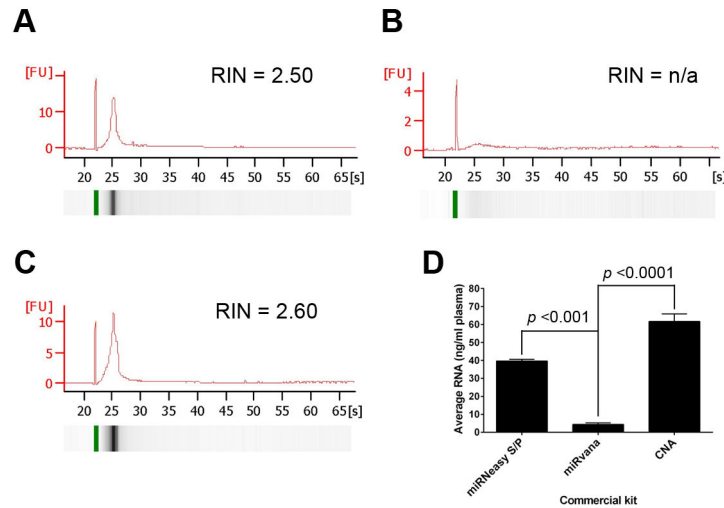 A
[FU]
RIN = 2.50
10
0
20 25 30 35 40 45 50 55 60 65 [s]
B
[FU]
RIN = n/a
4
2
0
20 25 30 35 40 45 50 55 60 [s]
C
[FU]
RIN = 2.60
10
5
0
20 25 30 35 40 45 50 55 60 65 [s]
D
p <0.0001
p <0.001
Average RNA (ng/ml plasma)
80
70
60
50
40
30
20
10
0
miRNeasy S/P
miRvana
CNA
Commercial kit